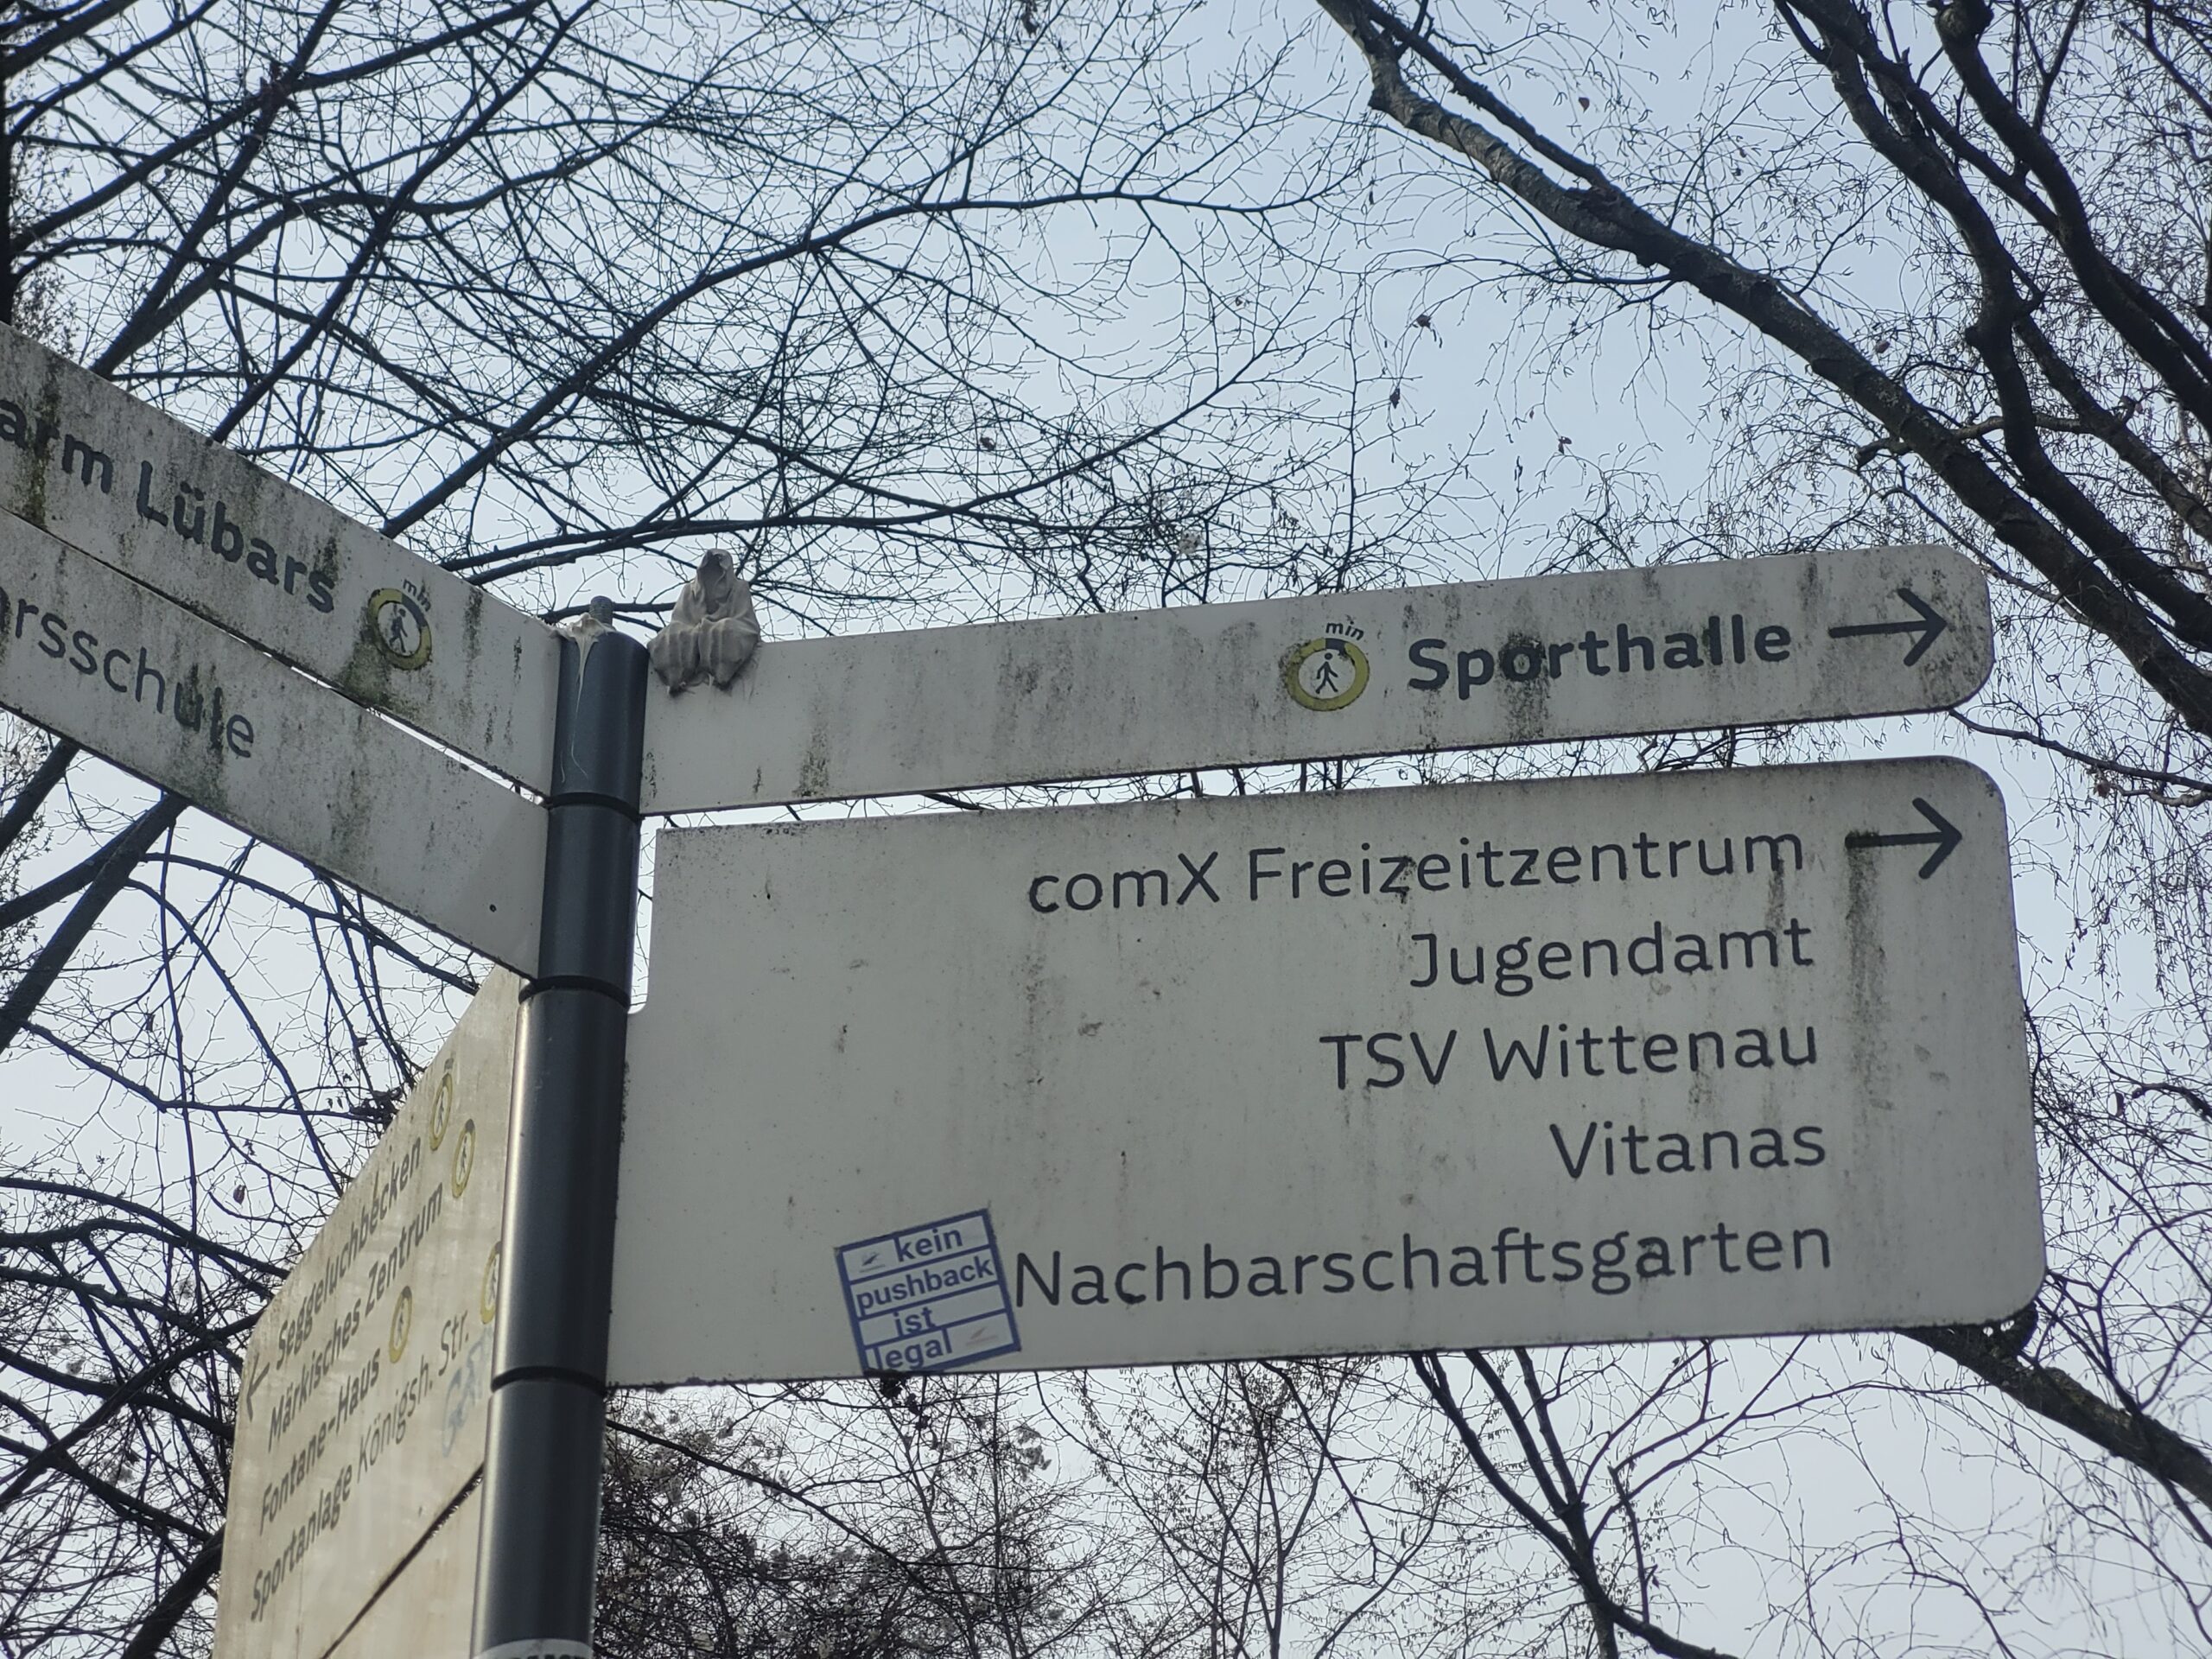 arm Lübars min
rsschule
min Sporthalle
comX Freizeitzentrum
Jugendamt
TSV Wittenau
Vitanas
Nachbarschaftsgarten
kein
pushback
ist
legal
Seggeluchbecken
Märkisches Zentrum
Fontane-Haus
Sportanlage Königsh. Str.